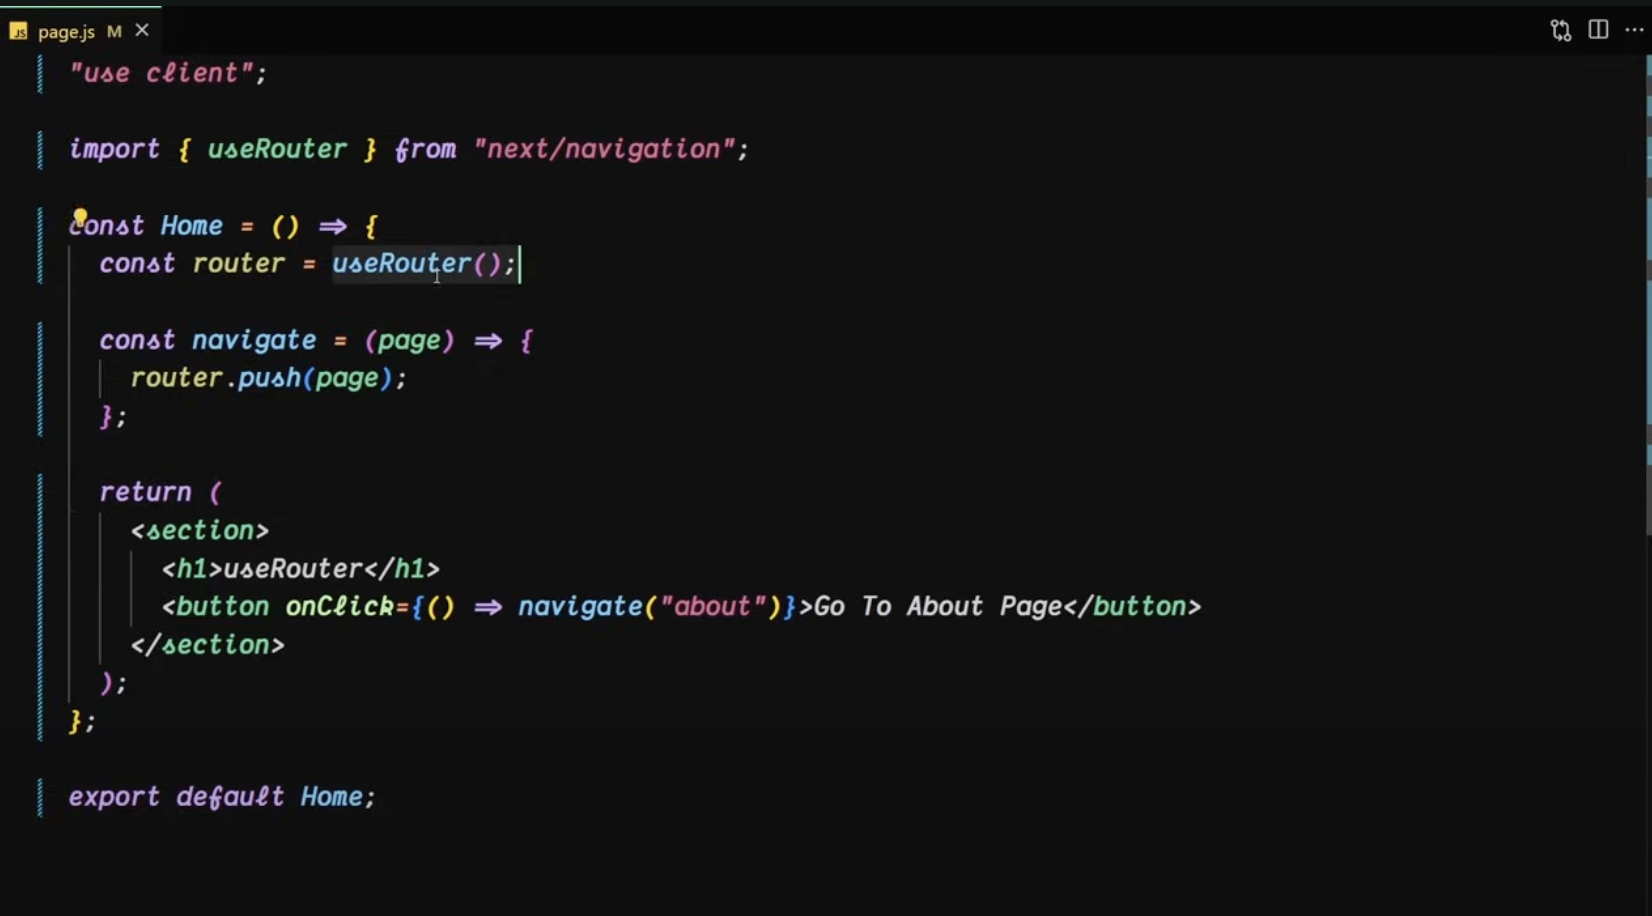 JS page.js M
"use client";
import { useRouter } from "next/navigation";
const Home = () => {
const router = useRouter();
const navigate = (page) => {
router.push(page);
};
return (
<section>
<h1>useRouter</h1>
<button onClick={() => navigate("about")}>Go To About Page</button>
</section>
);
};
export default Home;